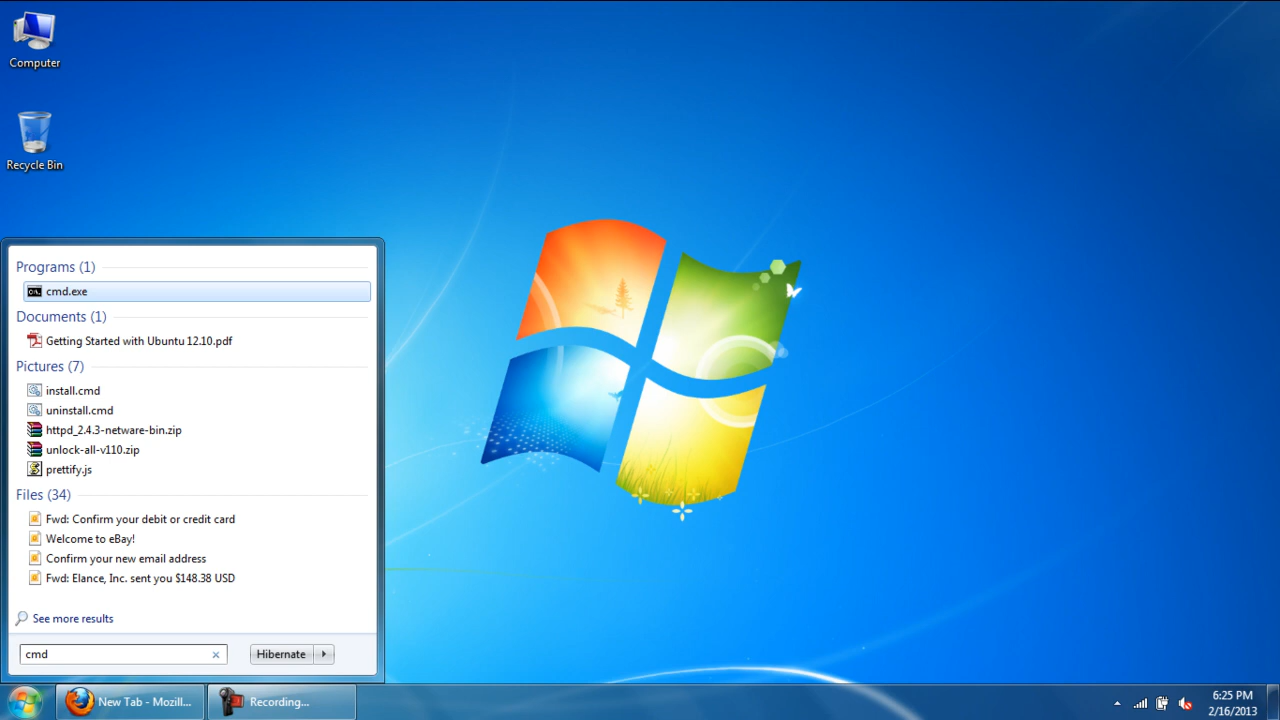 Computer
Recycle Bin
Programs (1)
cmd.exe
Documents (1)
Getting Started with Ubuntu 12.10.pdf
Pictures (7)
install.cmd
uninstall.cmd
httpd_2.4.3-netware-bin.zip
unlock-all-v110.zip
prettify.js
Files (34)
Fwd: Confirm your debit or credit card
Welcome to eBay!
Confirm your new email address
Fwd: Elance, Inc. sent you $148.38 USD
See more results
cmd
Hibernate
New Tab - Mozill...
Recording...
6:25 PM
2/16/2013